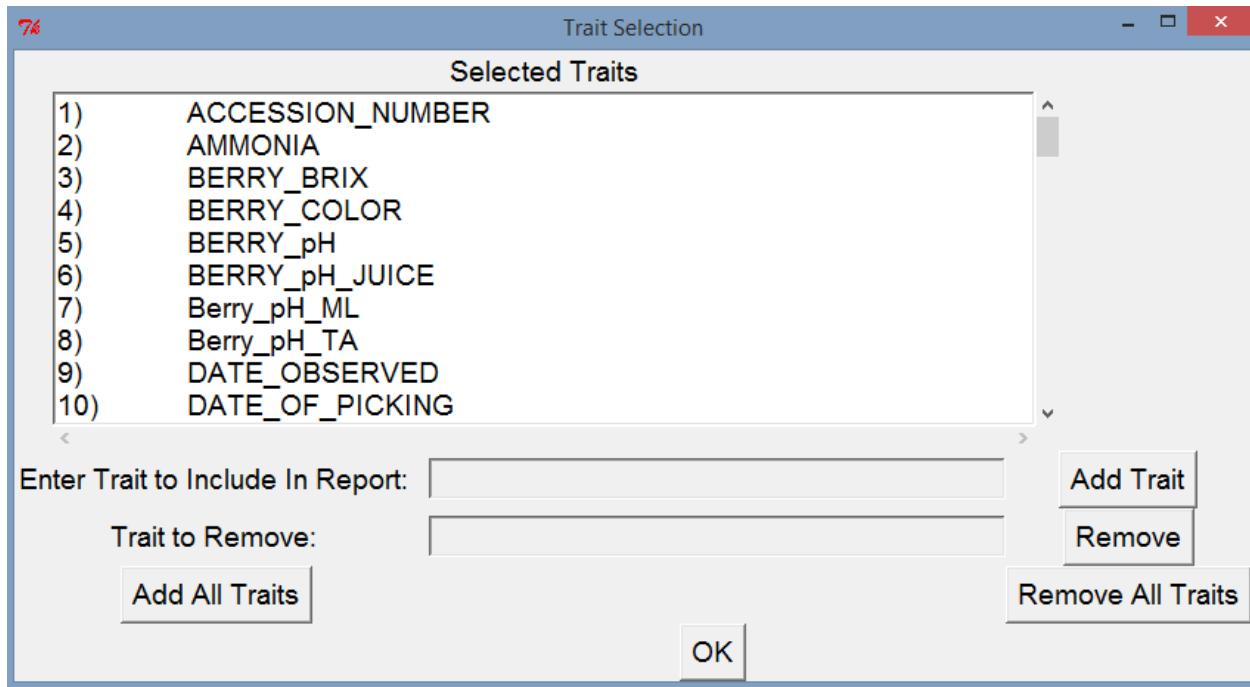 Trait Selection
Selected Traits
1) ACCESSION_NUMBER
2) AMMONIA
3) BERRY_BRIX
4) BERRY_COLOR
5) BERRY_pH
6) BERRY_pH_JUICE
7) Berry_pH_ML
8) Berry_pH_TA
9) DATE_OBSERVED
10) DATE_OF_PICKING
Enter Trait to Include In Report: Add Trait
Trait to Remove: Remove
Add All Traits Remove All Traits
OK